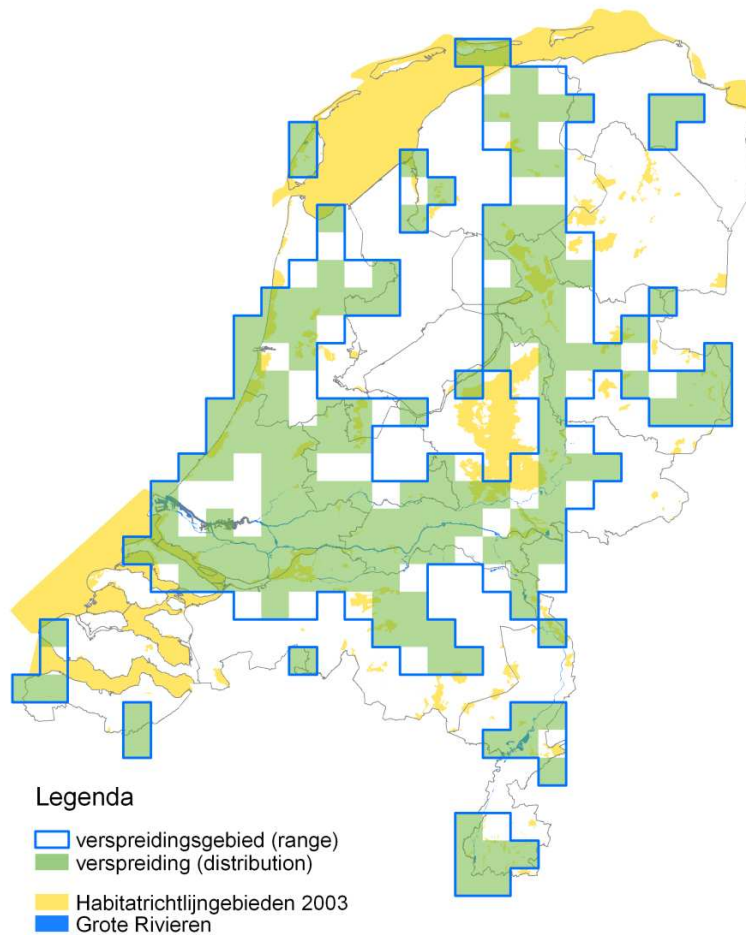 Legenda
verspreidingsgebied (range)
verspreiding (distribution)
Habitatrichtlijngebieden 2003
Grote Rivieren